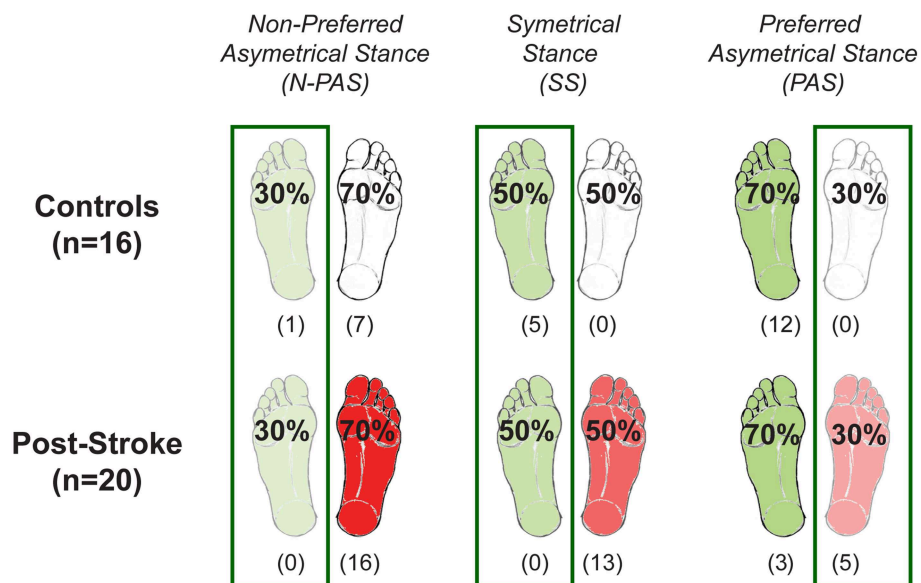 Non-Preferred
Asymetrical Stance
(N-PAS)
Symetrical
Stance
(SS)
Preferred
Asymetrical Stance
(PAS)
Controls
(n=16)
30% 70% 50% 50% 70% 30%
(1) (7) (5) (0) (12) (0)
Post-Stroke
(n=20)
30% 70% 50% 50% 70% 30%
(0) (16) (0) (13) (3) (5)